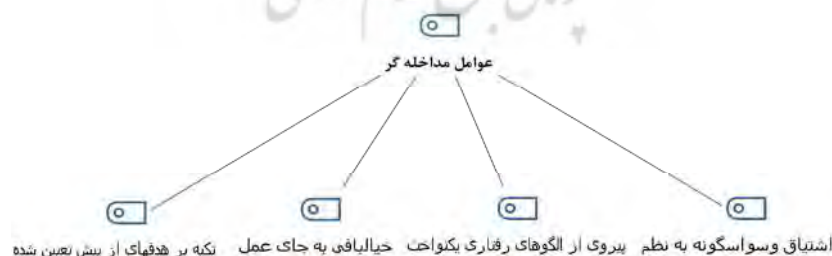 عوامل مداخله گر
اشتیاق وسواسگونه به نظم
پیروی از الگوهای رفتاری یکنواخت
خیالبافی به جای عمل
تکیه بر هدفهای از پیش تعیین شده